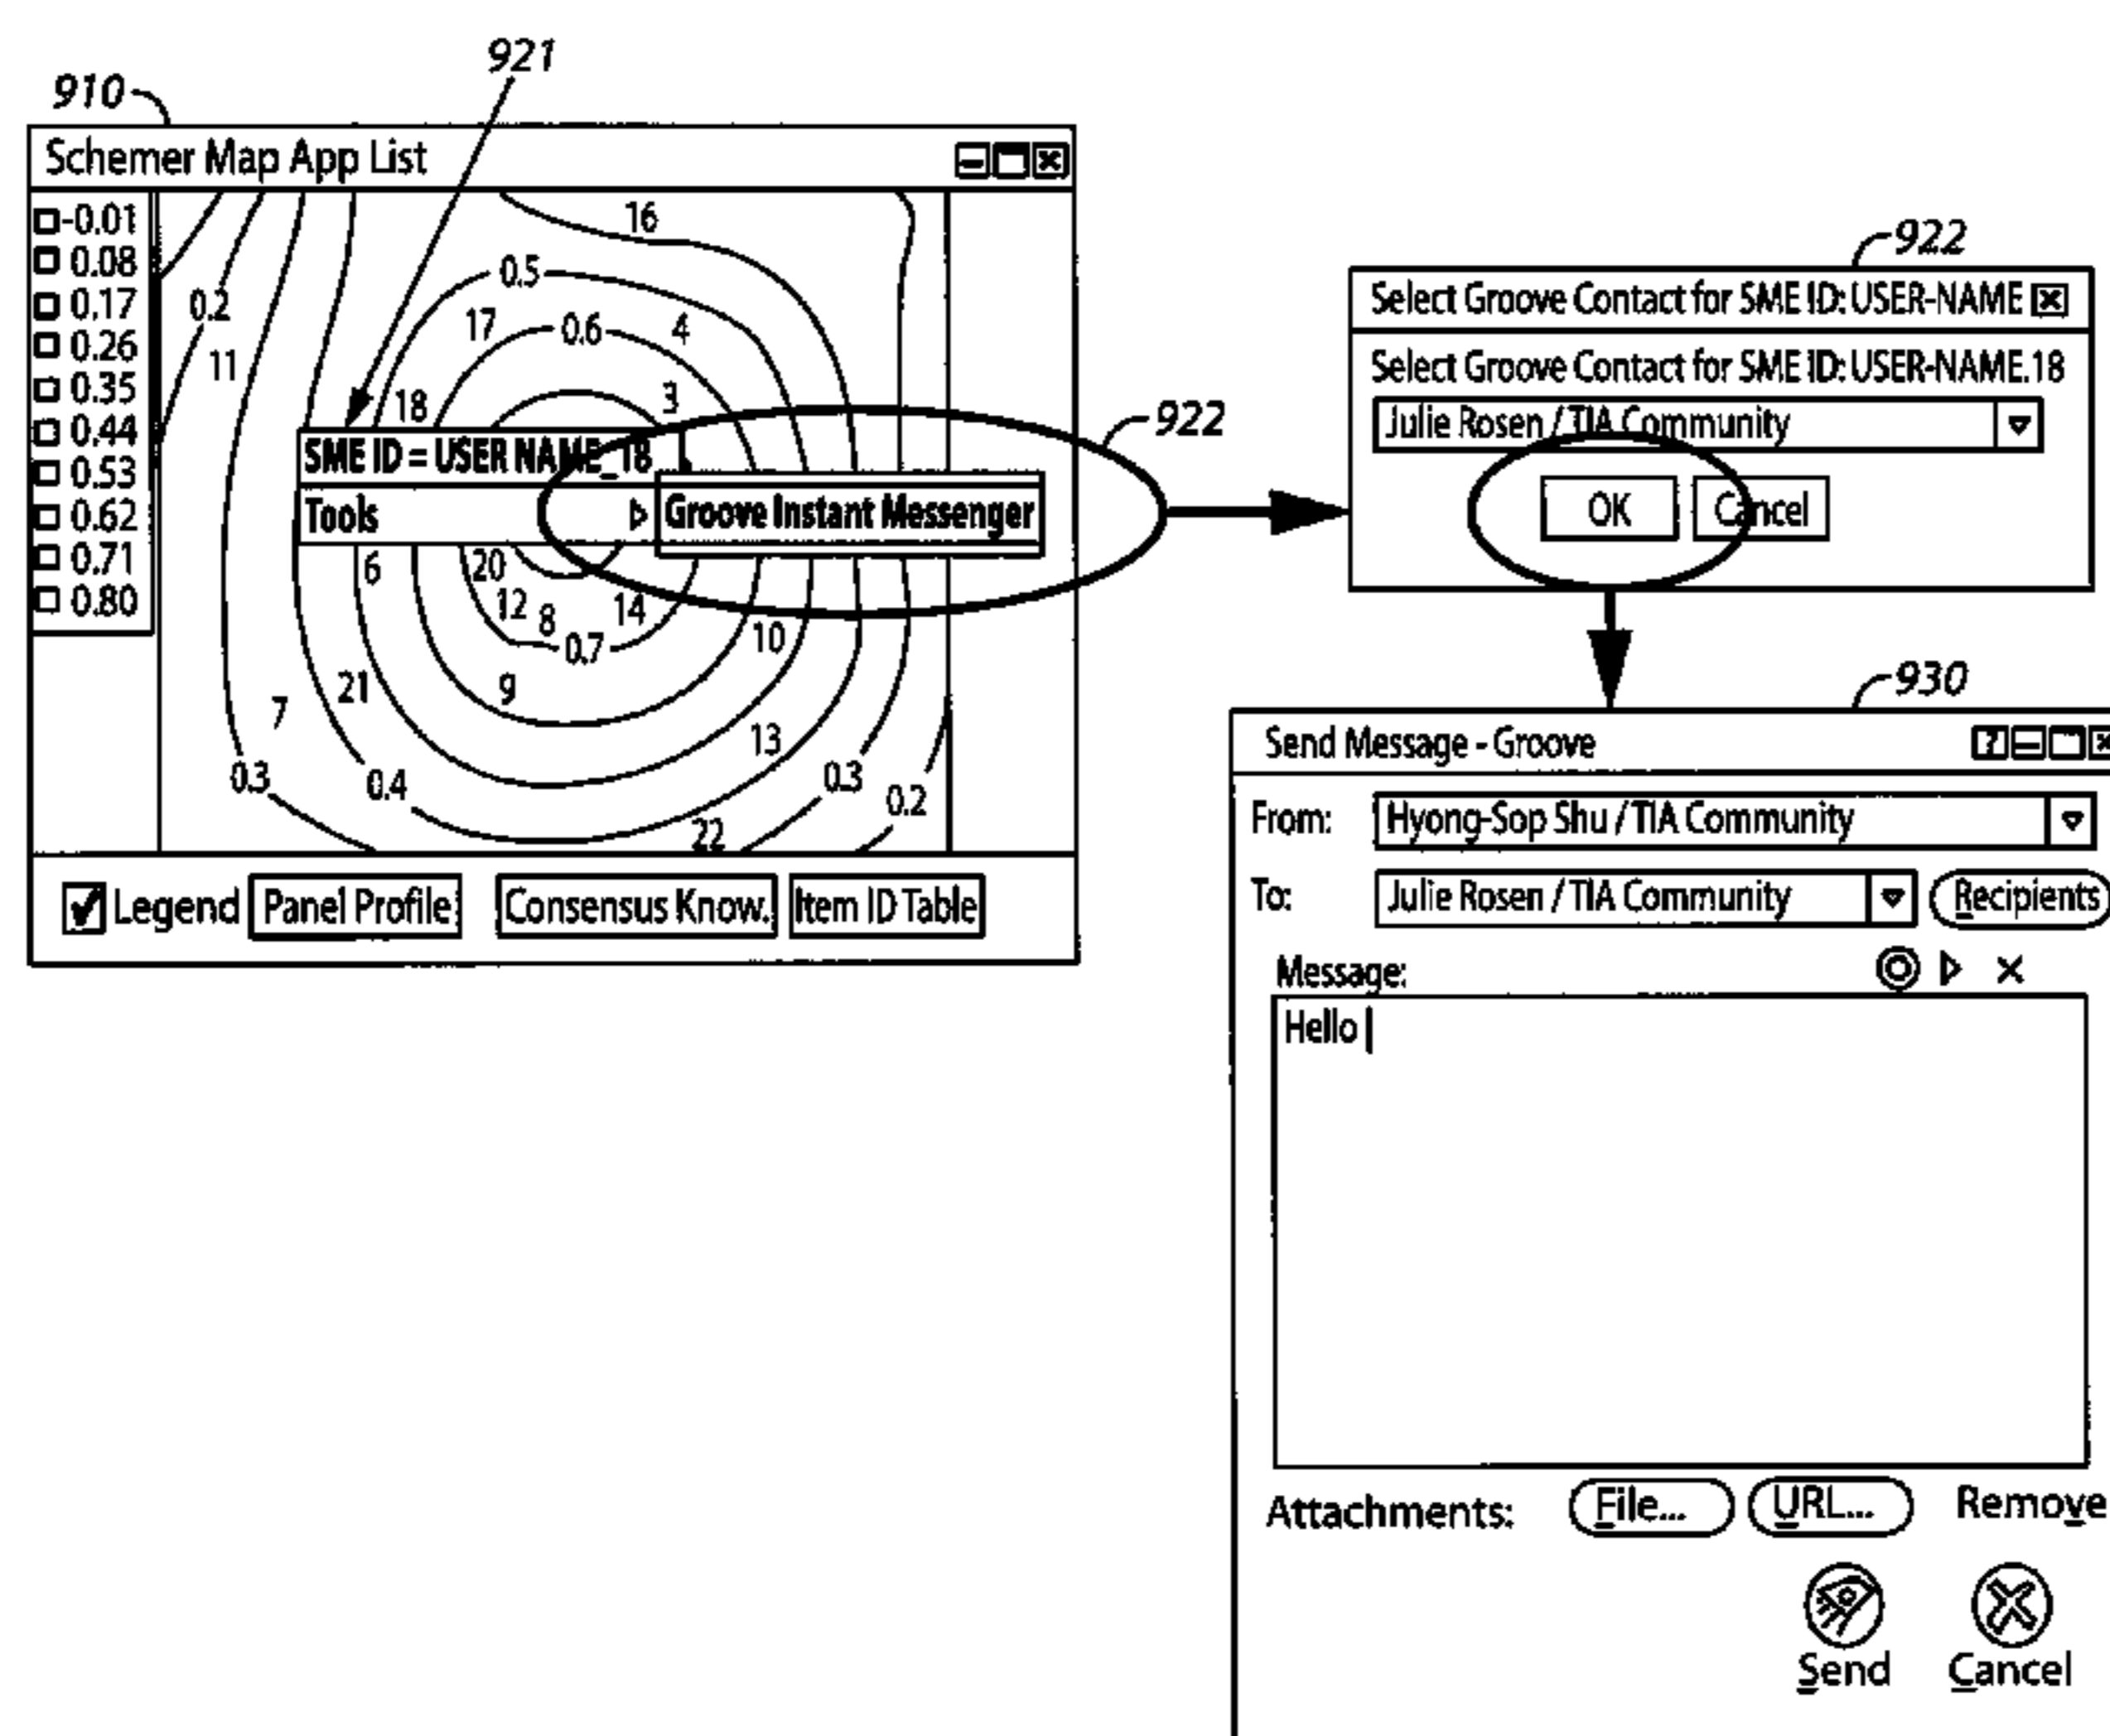 921
910
Schemer Map App List
-0.01
0.08
0.17
0.26
0.35
0.44
0.53
0.62
0.71
0.80
16
0.5
0.2
17
0.6
4
11
18
3
SME ID = USER NAME_18
Tools
Groove Instant Messenger
922
6
20
12
8
14
0.7
10
21
9
7
13
0.3
0.4
0.3
0.2
22
Legend
Panel Profile
Consensus Know.
Item ID Table
922
Select Groove Contact for SME ID: USER-NAME
Select Groove Contact for SME ID: USER-NAME.18
Julie Rosen / TIA Community
OK
Cancel
930
Send Message - Groove
From: Hyong-Sop Shu / TIA Community
To: Julie Rosen / TIA Community Recipients
Message:
Hello
Attachments: File... URL... Remove
Send Cancel